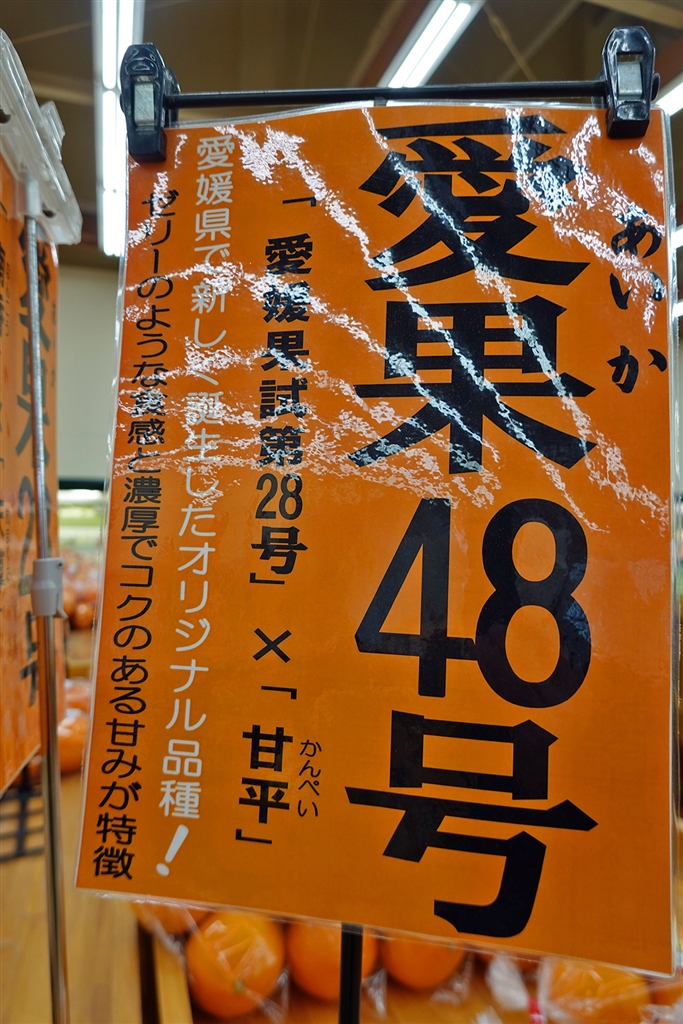 愛果48号
あいか
「愛媛果試第28号」×「甘平」
かんぺい
愛媛県で新しく誕生したオリジナル品種！
ゼリーのような食感と濃厚でコクのある甘みが特徴